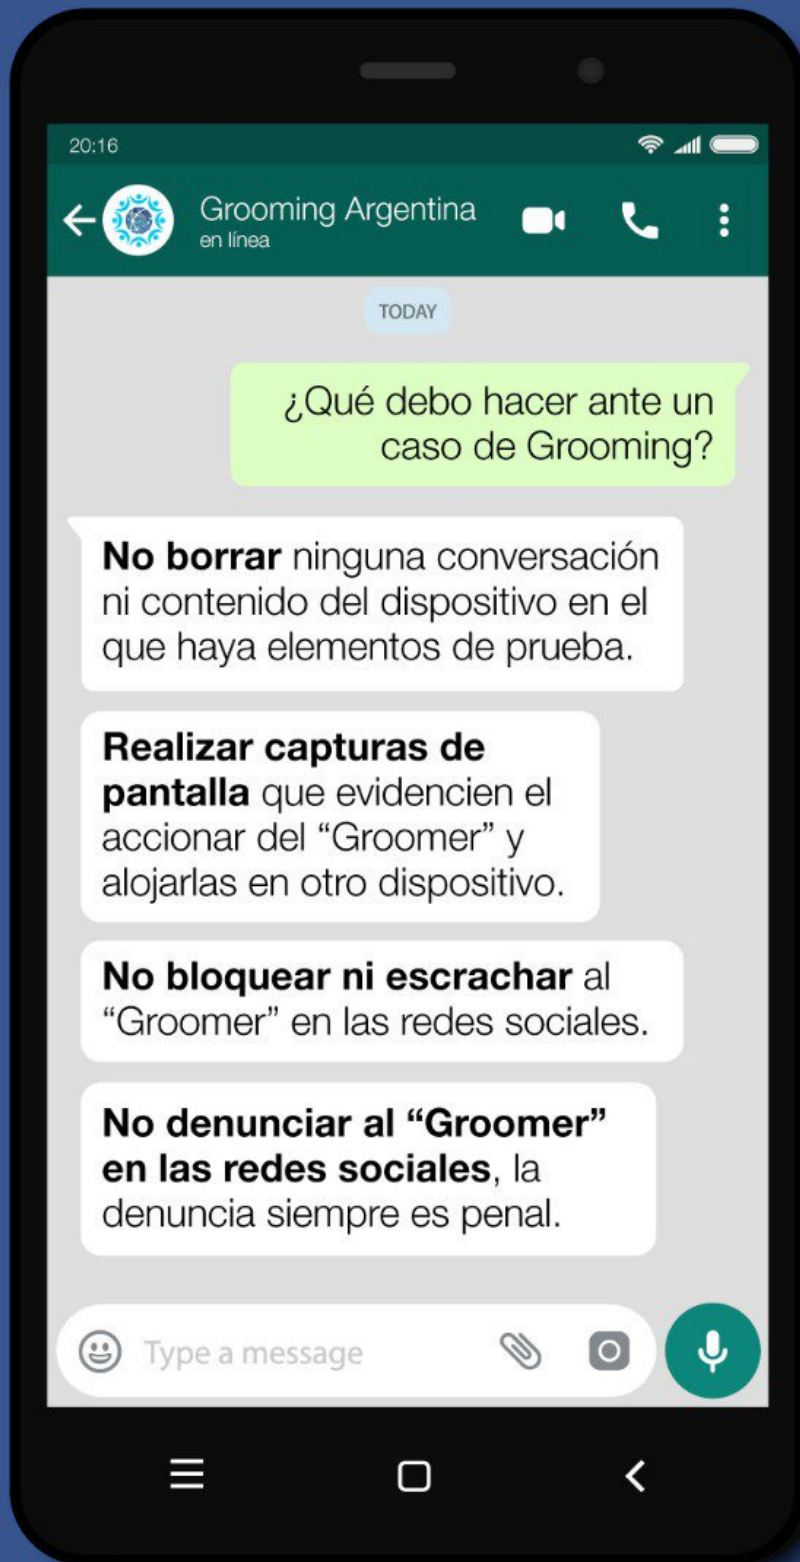 20:16
Grooming Argentina
en línea
TODAY
¿Qué debo hacer ante un
caso de Grooming?
No borrar ninguna conversación
ni contenido del dispositivo en el
que haya elementos de prueba.
Realizar capturas de
pantalla que evidencien el
accionar del “Groomer” y
alojarlas en otro dispositivo.
No bloquear ni escrachar al
“Groomer” en las redes sociales.
No denunciar al “Groomer”
en las redes sociales, la
denuncia siempre es penal.
Type a message